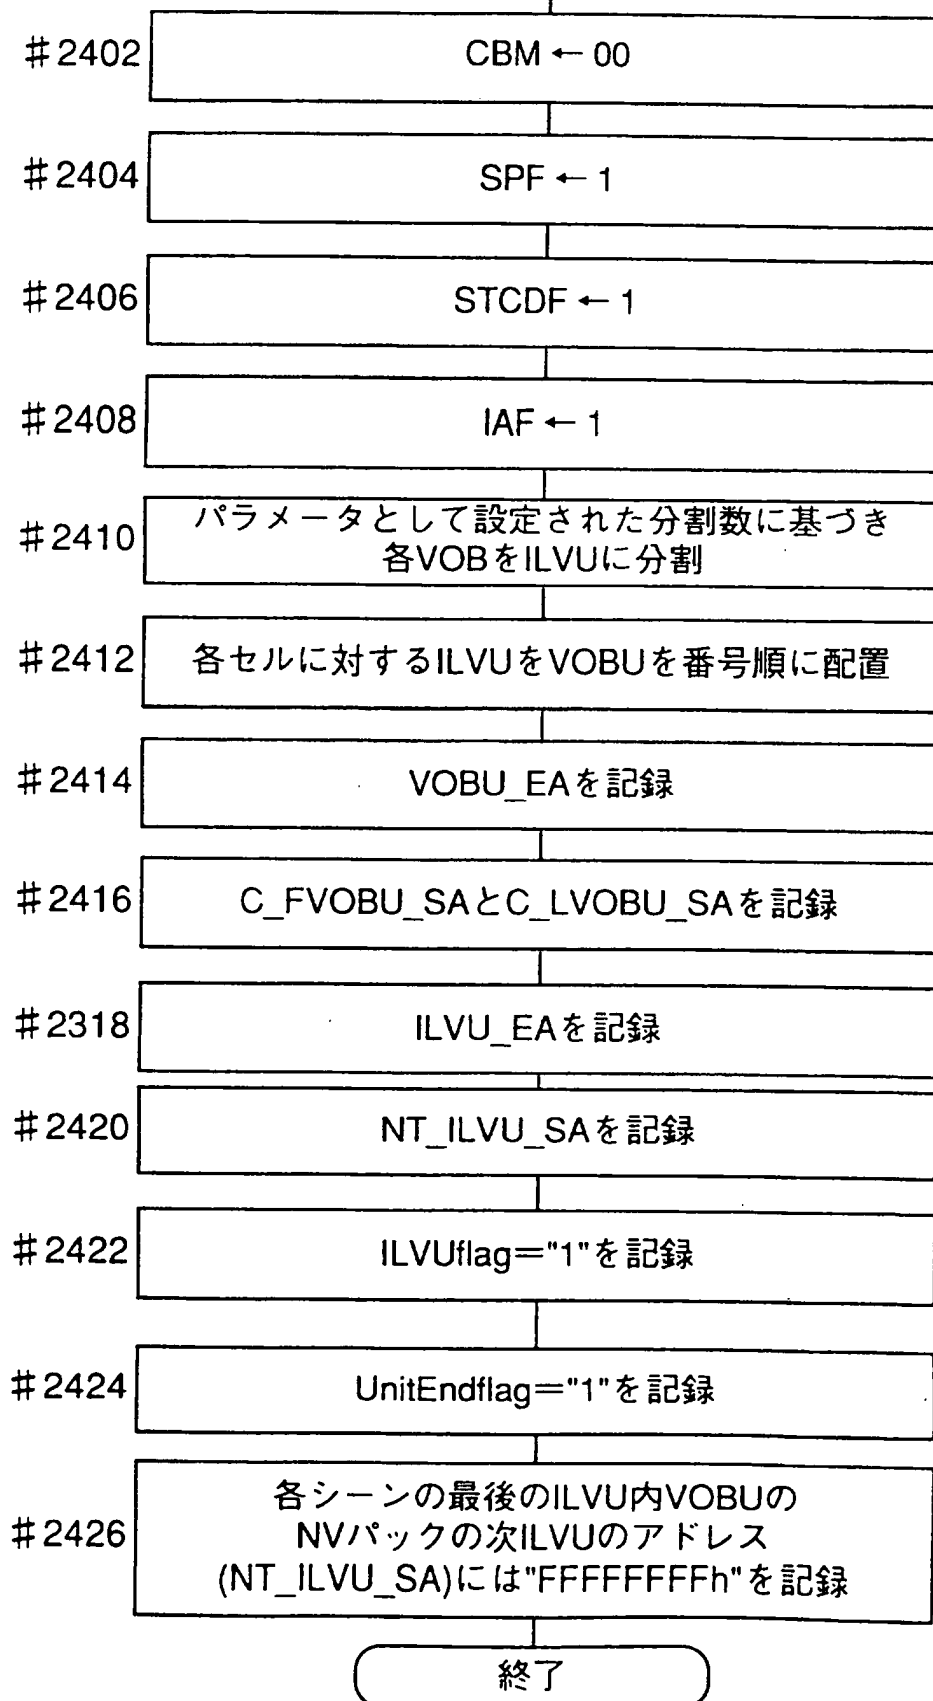 #2402 CBM ← 00
#2404 SPF ← 1
#2406 STCDF ← 1
#2408 IAF ← 1
#2410 パラメータとして設定された分割数に基づき
各VOBをILVUに分割
#2412 各セルに対するILVUをVOBUを番号順に配置
#2414 VOBU_EAを記録
#2416 C_FVOBU_SAとC_LVOBU_SAを記録
#2318 ILVU_EAを記録
#2420 NT_ILVU_SAを記録
#2422 ILVUflag="1"を記録
#2424 UnitEndflag="1"を記録
#2426 各シーンの最後のILVU内VOBUの
NVパックの次ILVUのアドレス
(NT_ILVU_SA)には"FFFFFFFFh"を記録
終了